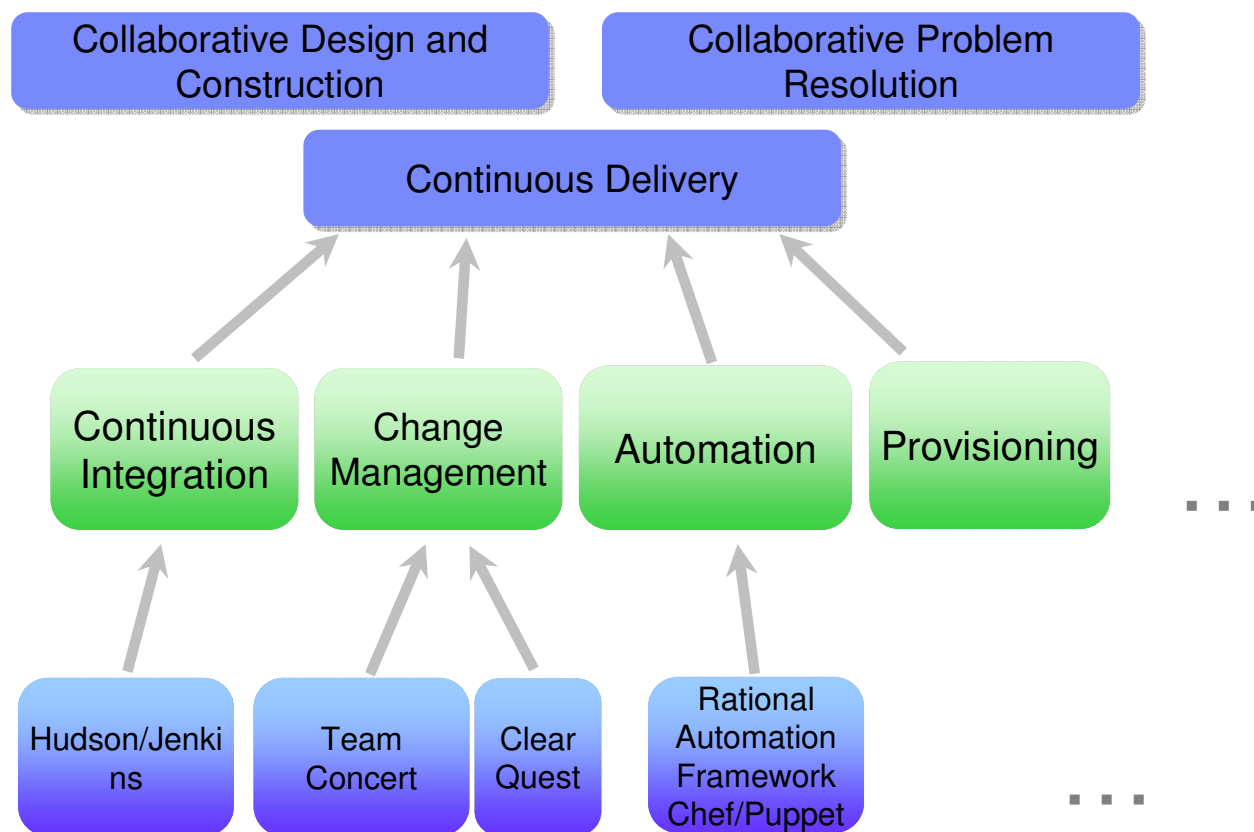 Collaborative Design and
Construction
Collaborative Problem
Resolution
Continuous Delivery
Continuous
Integration
Change
Management
Automation
Provisioning
...
Hudson/Jenki
ns
Team
Concert
Clear
Quest
Rational
Automation
Framework
Chef/Puppet
...